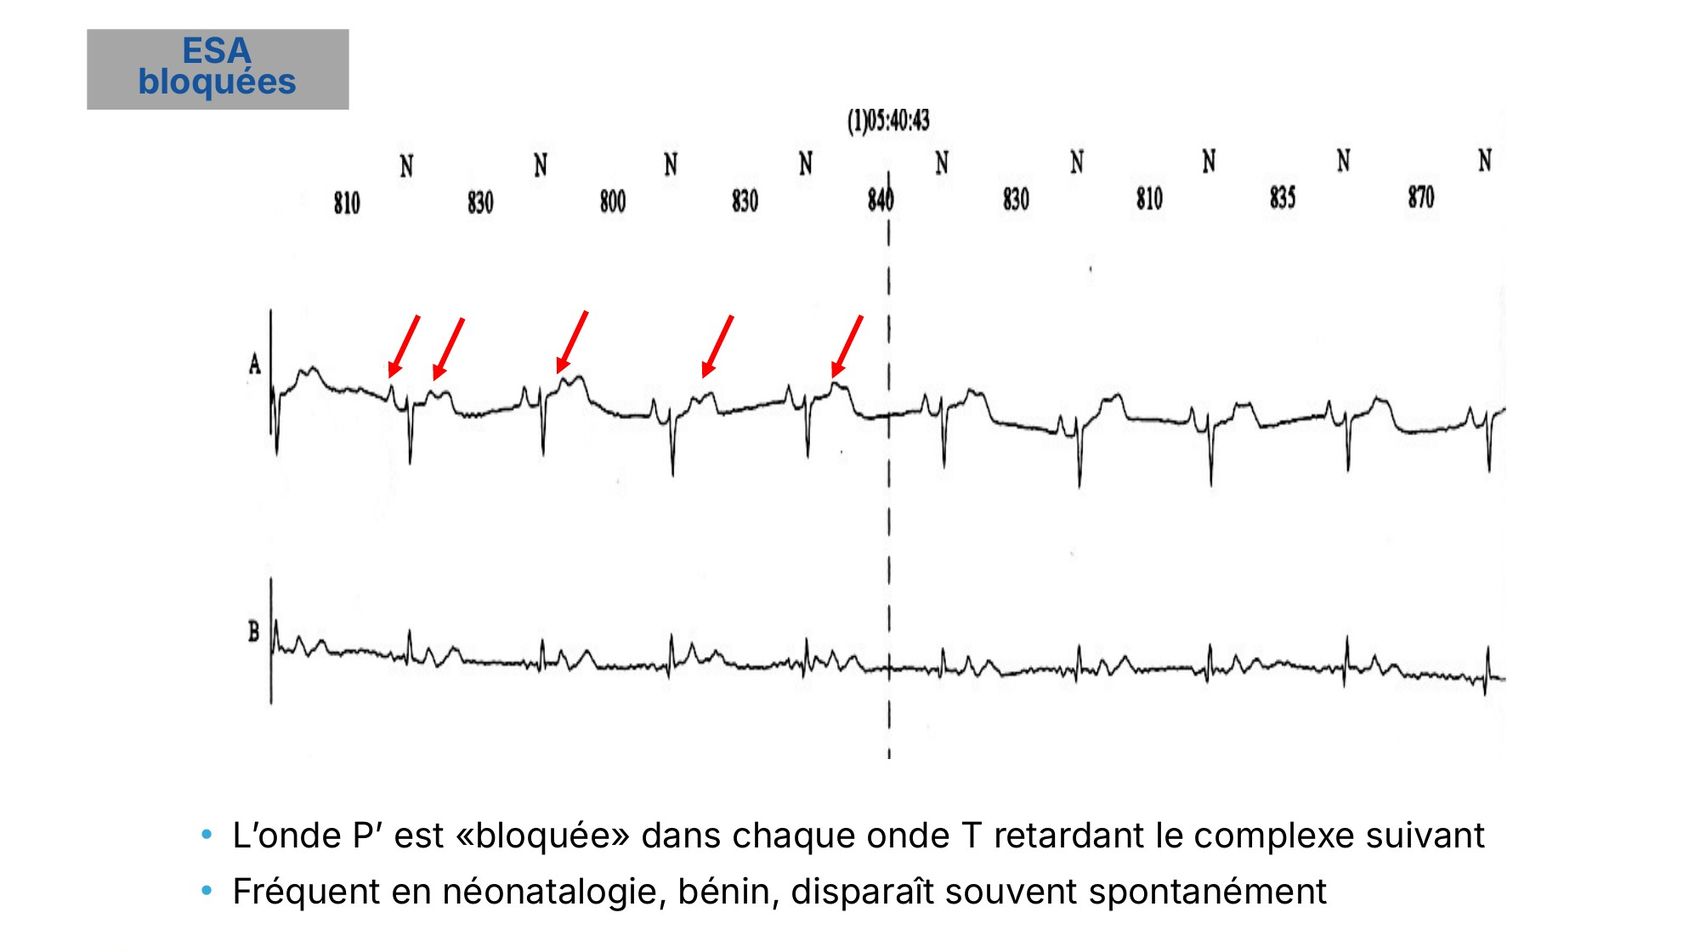 ESA
bloquées
(1)05:40:43
N N N N N N N N N
810 830 800 830 840 830 810 835 870
A
B
• L’onde P’ est «bloquée» dans chaque onde T retardant le complexe suivant
• Fréquent en néonatalogie, bénin, disparaît souvent spontanément